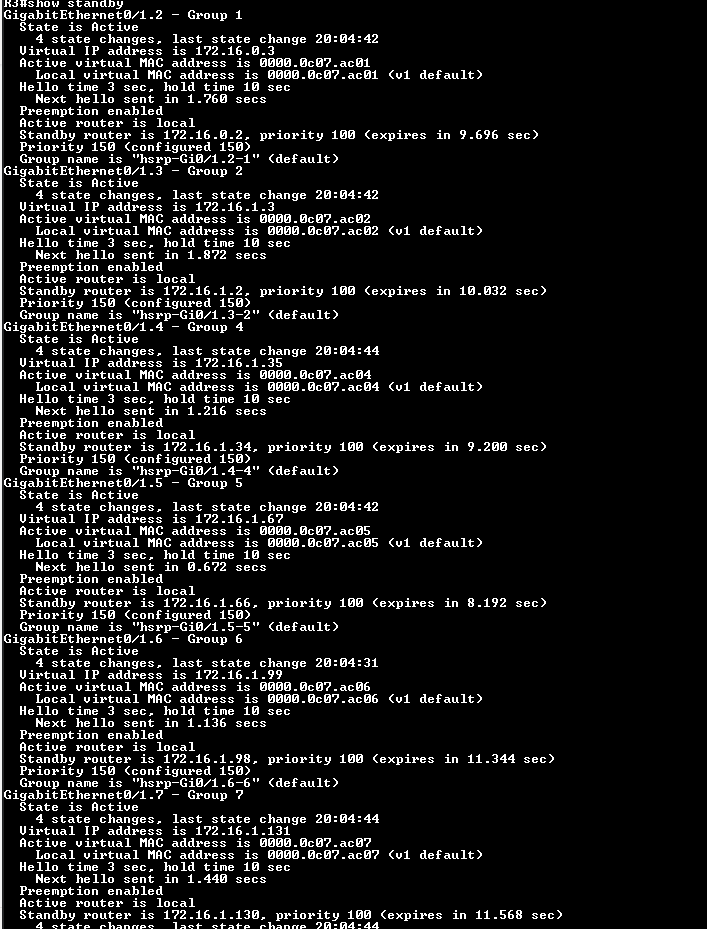 R3#show standby
GigabitEthernet0/1.2 - Group 1
  State is Active
    4 state changes, last state change 20:04:42
  Virtual IP address is 172.16.0.3
  Active virtual MAC address is 0000.0c07.ac01
    Local virtual MAC address is 0000.0c07.ac01 (v1 default)
  Hello time 3 sec, hold time 10 sec
    Next hello sent in 1.760 secs
  Preemption enabled
  Active router is local
  Standby router is 172.16.0.2, priority 100 (expires in 9.696 sec)
  Priority 150 (configured 150)
  Group name is "hsrp-Gi0/1.2-1" (default)
GigabitEthernet0/1.3 - Group 2
  State is Active
    4 state changes, last state change 20:04:42
  Virtual IP address is 172.16.1.3
  Active virtual MAC address is 0000.0c07.ac02
    Local virtual MAC address is 0000.0c07.ac02 (v1 default)
  Hello time 3 sec, hold time 10 sec
    Next hello sent in 1.872 secs
  Preemption enabled
  Active router is local
  Standby router is 172.16.1.2, priority 100 (expires in 10.032 sec)
  Priority 150 (configured 150)
  Group name is "hsrp-Gi0/1.3-2" (default)
GigabitEthernet0/1.4 - Group 4
  State is Active
    4 state changes, last state change 20:04:44
  Virtual IP address is 172.16.1.35
  Active virtual MAC address is 0000.0c07.ac04
    Local virtual MAC address is 0000.0c07.ac04 (v1 default)
  Hello time 3 sec, hold time 10 sec
    Next hello sent in 1.216 secs
  Preemption enabled
  Active router is local
  Standby router is 172.16.1.34, priority 100 (expires in 9.200 sec)
  Priority 150 (configured 150)
  Group name is "hsrp-Gi0/1.4-4" (default)
GigabitEthernet0/1.5 - Group 5
  State is Active
    4 state changes, last state change 20:04:42
  Virtual IP address is 172.16.1.67
  Active virtual MAC address is 0000.0c07.ac05
    Local virtual MAC address is 0000.0c07.ac05 (v1 default)
  Hello time 3 sec, hold time 10 sec
    Next hello sent in 0.672 secs
  Preemption enabled
  Active router is local
  Standby router is 172.16.1.66, priority 100 (expires in 8.192 sec)
  Priority 150 (configured 150)
  Group name is "hsrp-Gi0/1.5-5" (default)
GigabitEthernet0/1.6 - Group 6
  State is Active
    4 state changes, last state change 20:04:31
  Virtual IP address is 172.16.1.99
  Active virtual MAC address is 0000.0c07.ac06
    Local virtual MAC address is 0000.0c07.ac06 (v1 default)
  Hello time 3 sec, hold time 10 sec
    Next hello sent in 1.136 secs
  Preemption enabled
  Active router is local
  Standby router is 172.16.1.98, priority 100 (expires in 11.344 sec)
  Priority 150 (configured 150)
  Group name is "hsrp-Gi0/1.6-6" (default)
GigabitEthernet0/1.7 - Group 7
  State is Active
    4 state changes, last state change 20:04:44
  Virtual IP address is 172.16.1.131
  Active virtual MAC address is 0000.0c07.ac07
    Local virtual MAC address is 0000.0c07.ac07 (v1 default)
  Hello time 3 sec, hold time 10 sec
    Next hello sent in 1.440 secs
  Preemption enabled
  Active router is local
  Standby router is 172.16.1.130, priority 100 (expires in 11.568 sec)
    4 state changes, last state change 20:04:44